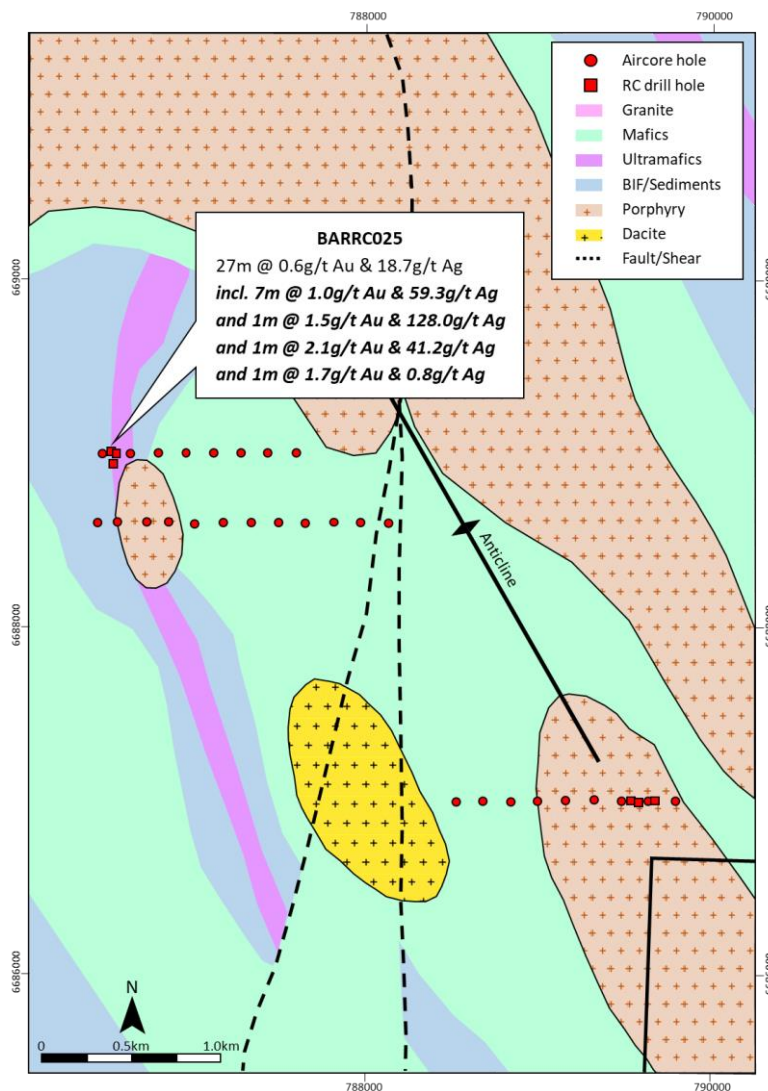 788000 790000
Aircore hole
RC drill hole
Granite
Mafics
Ultramafics
BIF/Sediments
Porphyry
Dacite
Fault/Shear
BARRC025
27m @ 0.6g/t Au & 18.7g/t Ag
incl. 7m @ 1.0g/t Au & 59.3g/t Ag
and 1m @ 1.5g/t Au & 128.0g/t Ag
and 1m @ 2.1g/t Au & 41.2g/t Ag
and 1m @ 1.7g/t Au & 0.8g/t Ag
6690000
Anticline
6688000
6686000
N
0 0.5km 1.0km
788000 790000